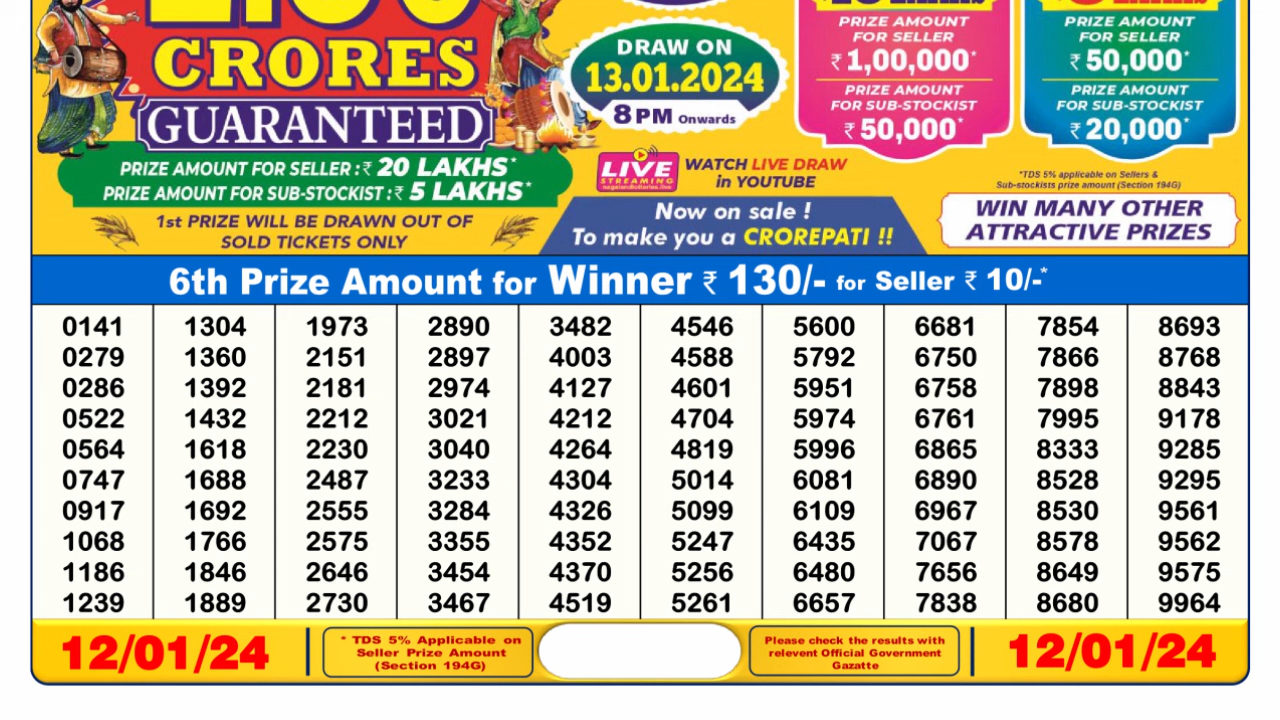 CRORES
GUARANTEED
PRIZE AMOUNT FOR SELLER :₹ 20 LAKHS*
PRIZE AMOUNT FOR SUB-STOCKIST :₹ 5 LAKHS*
1st PRIZE WILL BE DRAWN OUT OF
SOLD TICKETS ONLY
DRAW ON
13.01.2024
8 PM Onwards
LIVE
STREAMING
nagalandlotteries.live
WATCH LIVE DRAW
in YOUTUBE
Now on sale !
To make you a CROREPATI !!
PRIZE AMOUNT
FOR SELLER
₹ 1,00,000*
PRIZE AMOUNT
FOR SUB-STOCKIST
₹ 50,000*
PRIZE AMOUNT
FOR SELLER
₹ 50,000*
PRIZE AMOUNT
FOR SUB-STOCKIST
₹ 20,000*
*TDS 5% applicable on Sellers &
Sub-stockists prize amount (Section 194G)
WIN MANY OTHER
ATTRACTIVE PRIZES
6th Prize Amount for Winner ₹ 130/- for Seller ₹ 10/-*
0141 1304 1973 2890 3482 4546 5600 6681 7854 8693
0279 1360 2151 2897 4003 4588 5792 6750 7866 8768
0286 1392 2181 2974 4127 4601 5951 6758 7898 8843
0522 1432 2212 3021 4212 4704 5974 6761 7995 9178
0564 1618 2230 3040 4264 4819 5996 6865 8333 9285
0747 1688 2487 3233 4304 5014 6081 6890 8528 9295
0917 1692 2555 3284 4326 5099 6109 6967 8530 9561
1068 1766 2575 3355 4352 5247 6435 7067 8578 9562
1186 1846 2646 3454 4370 5256 6480 7656 8649 9575
1239 1889 2730 3467 4519 5261 6657 7838 8680 9964
12/01/24
* TDS 5% Applicable on
Seller Prize Amount
(Section 194G)
Please check the results with
relevent Official Government
Gazatte
12/01/24